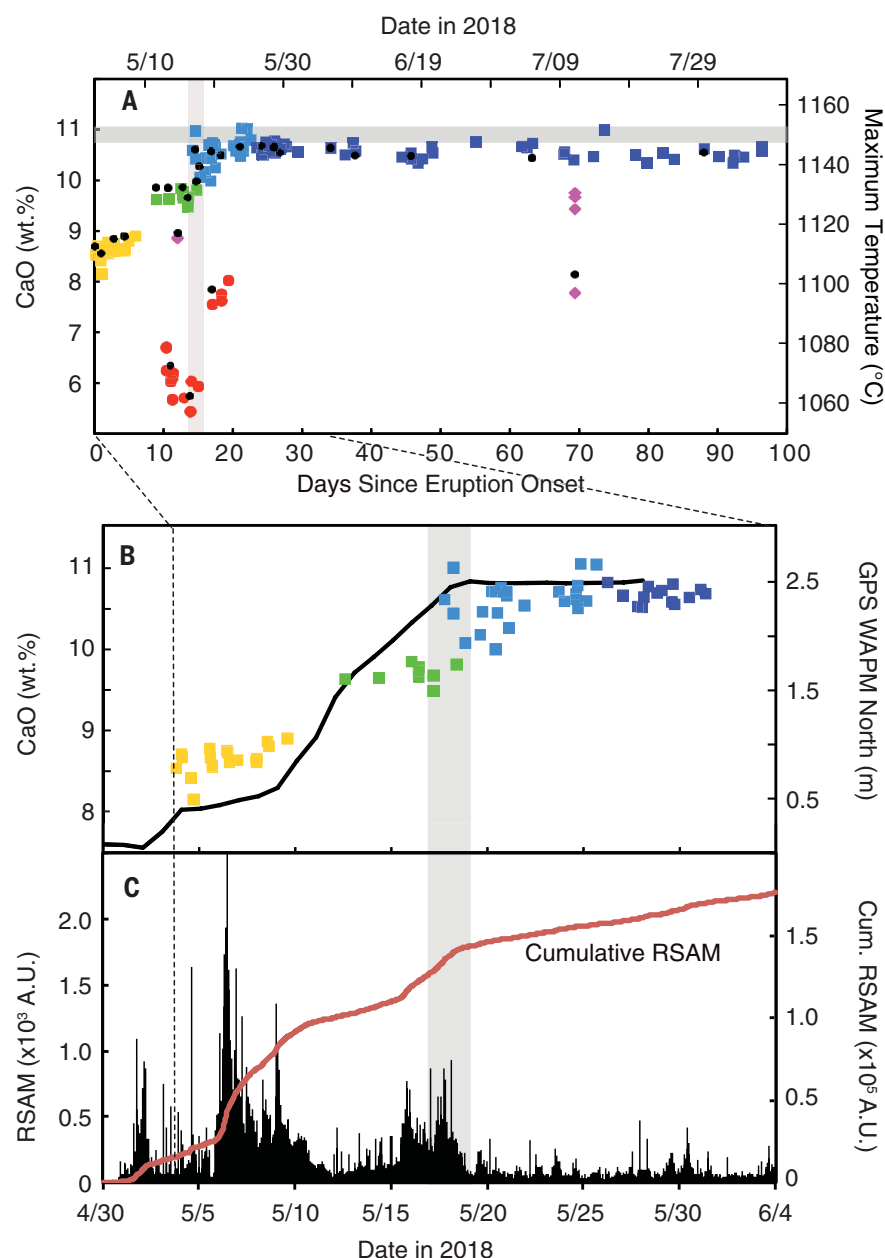 Date in 2018
5/10 5/30 6/19 7/09 7/29
A
11
10
9
8
7
6
CaO (wt.%)
1160
1140
1120
1100
1080
1060
Maximum Temperature (°C)
0 10 20 30 40 50 60 70 80 90 100
Days Since Eruption Onset
B
11
10
9
8
CaO (wt.%)
2.5
1.5
0.5
GPS WAPM North (m)
C
Cumulative RSAM
2.0
1.5
1.0
0.5
0
RSAM (x10³ A.U.)
1.5
1.0
0.5
0
Cum. RSAM (x10⁵ A.U.)
4/30 5/5 5/10 5/15 5/20 5/25 5/30 6/4
Date in 2018